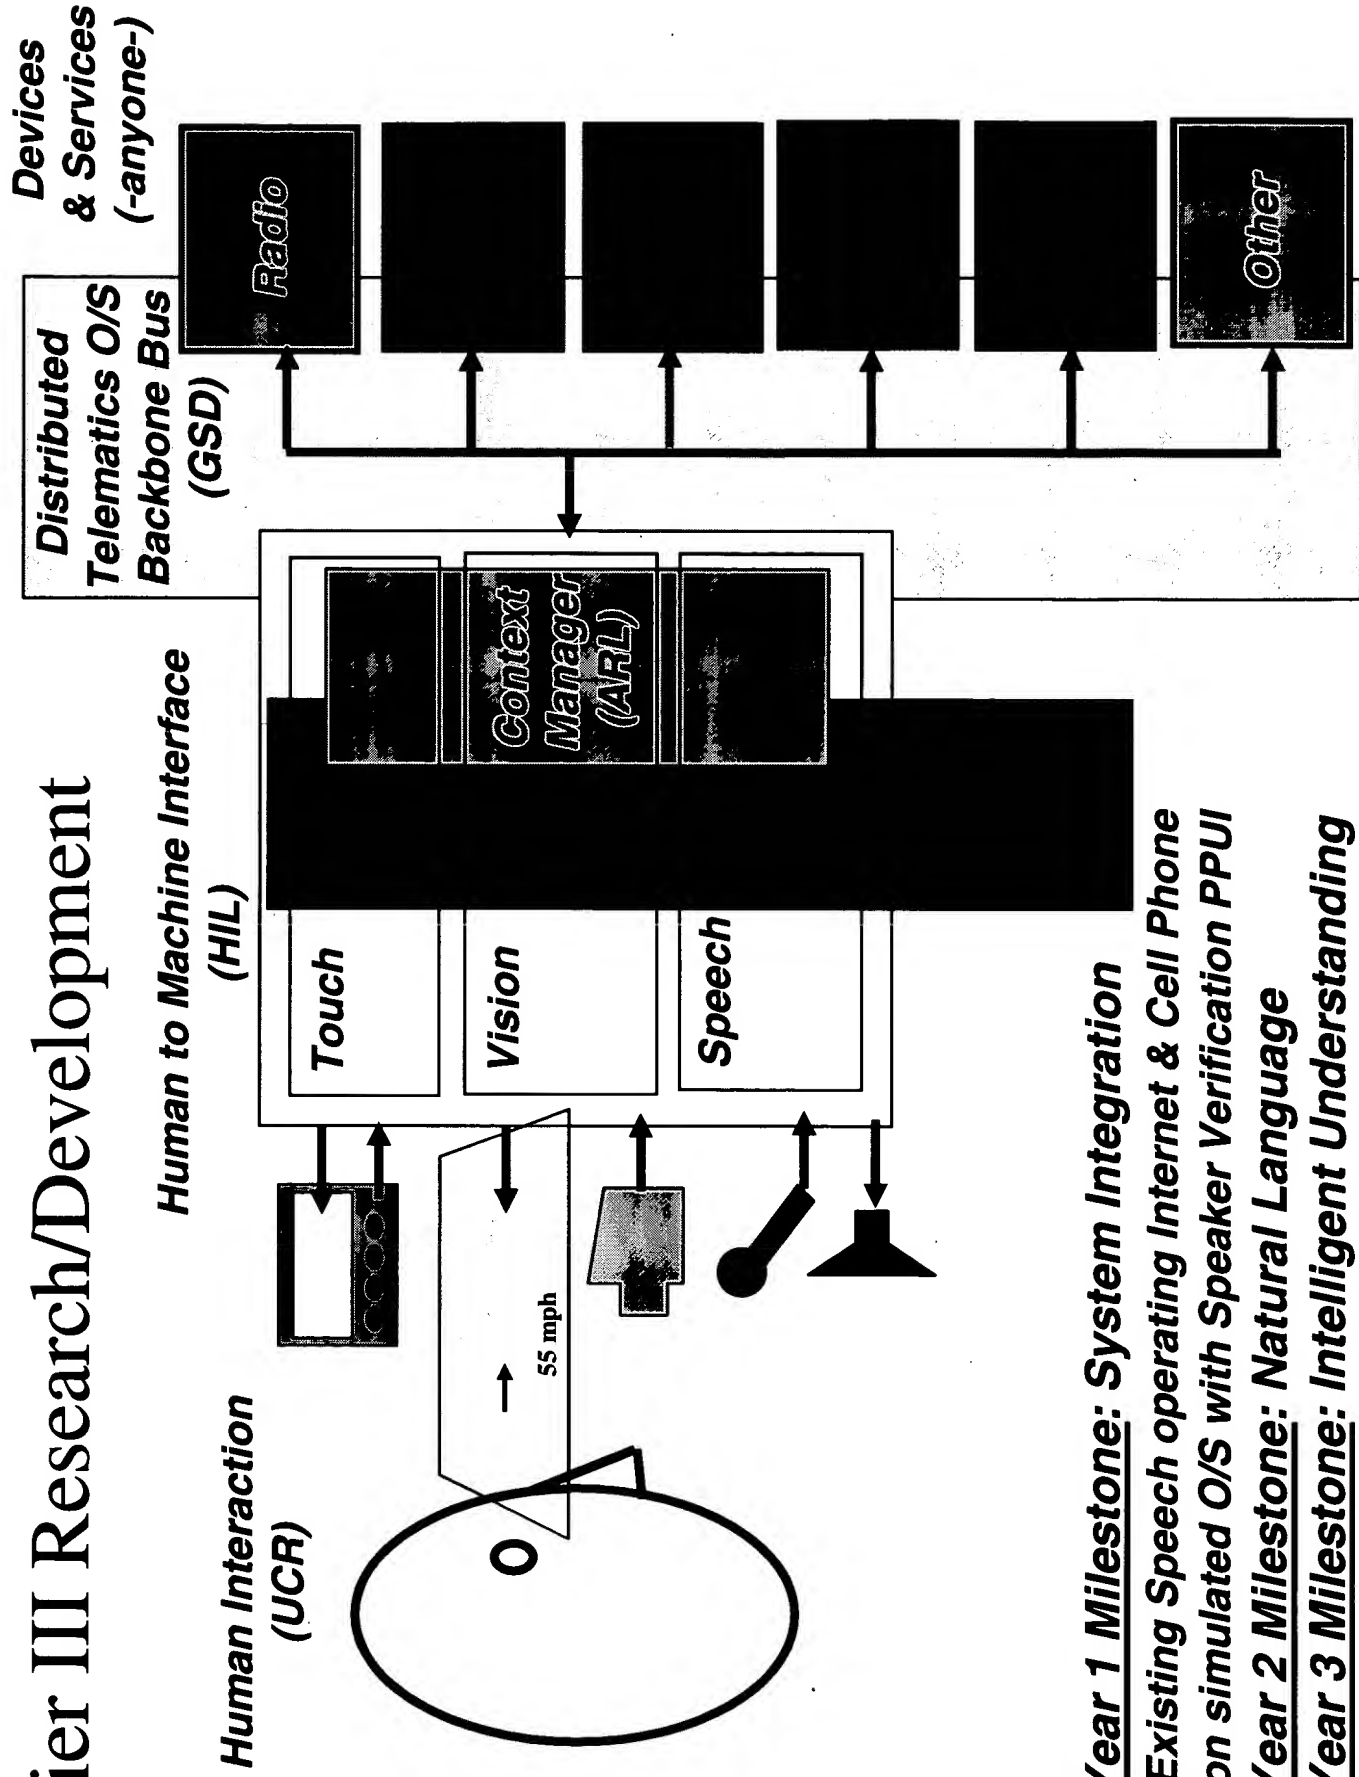 ier III Research/Development
Human Interaction
(UCR)
Human to Machine Interface
(HIL)
Distributed
Telematics O/S
Backbone Bus
(GSD)
Devices
& Services
(-anyone-)
55 mph
Touch
Vision
Speech
Context
Manager
(ARL)
Radio
Other
Year 1 Milestone: System Integration
Existing Speech operating Internet & Cell Phone
on simulated O/S with Speaker Verification PPUI
Year 2 Milestone: Natural Language
Year 3 Milestone: Intelligent Understanding